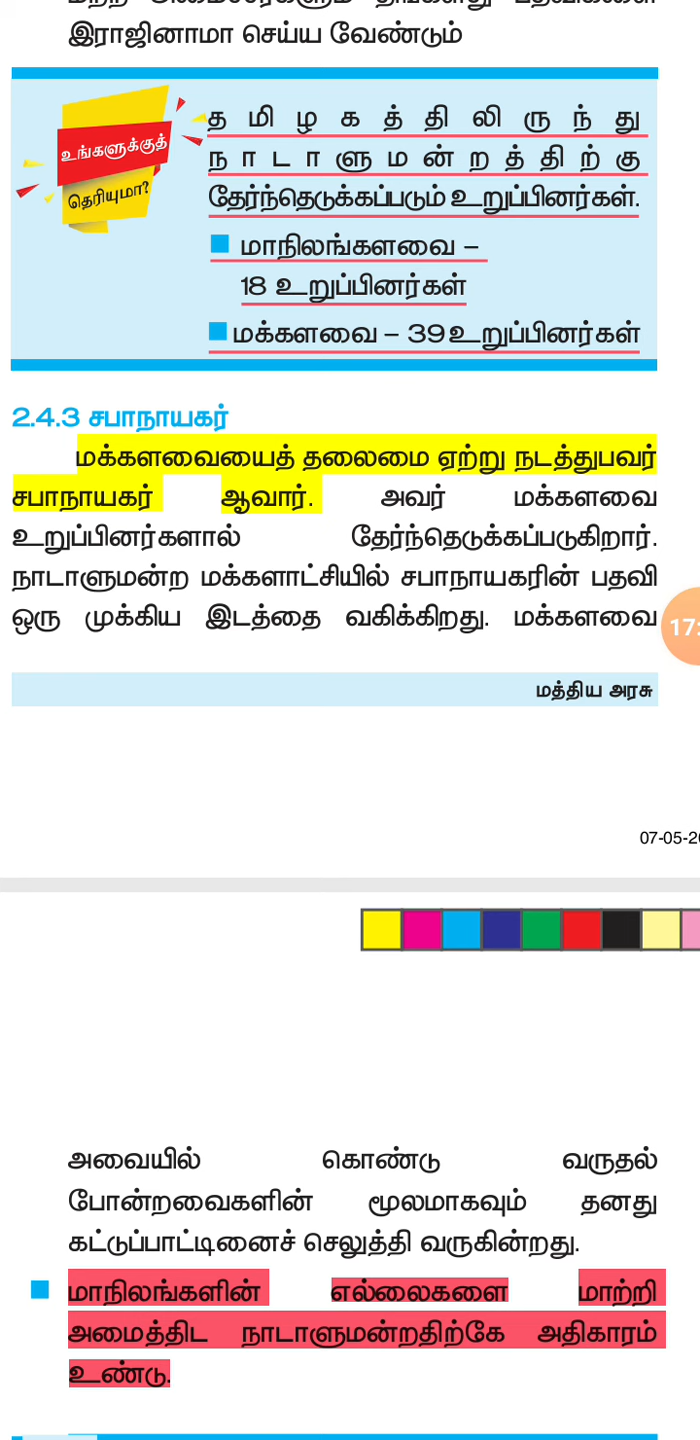 இராஜினாமா செய்ய வேண்டும்
உங்களுக்குத்
தெரியுமா?
தமிழகத்திலிருந்து
நாடாளுமன்றத்திற்கு
தேர்ந்தெடுக்கப்படும் உறுப்பினர்கள்.
மாநிலங்களவை –
18 உறுப்பினர்கள்
மக்களவை – 39 உறுப்பினர்கள்
2.4.3 சபாநாயகர்
மக்களவையைத் தலைமை ஏற்று நடத்துபவர்
சபாநாயகர் ஆவார். அவர் மக்களவை
உறுப்பினர்களால் தேர்ந்தெடுக்கப்படுகிறார்.
நாடாளுமன்ற மக்களாட்சியில் சபாநாயகரின் பதவி
ஒரு முக்கிய இடத்தை வகிக்கிறது. மக்களவை
17:
மத்திய அரசு
07-05-20
அவையில் கொண்டு வருதல்
போன்றவைகளின் மூலமாகவும் தனது
கட்டுப்பாட்டினைச் செலுத்தி வருகின்றது.
மாநிலங்களின் எல்லைகளை மாற்றி
அமைத்திட நாடாளுமன்றதிற்கே அதிகாரம்
உண்டு.